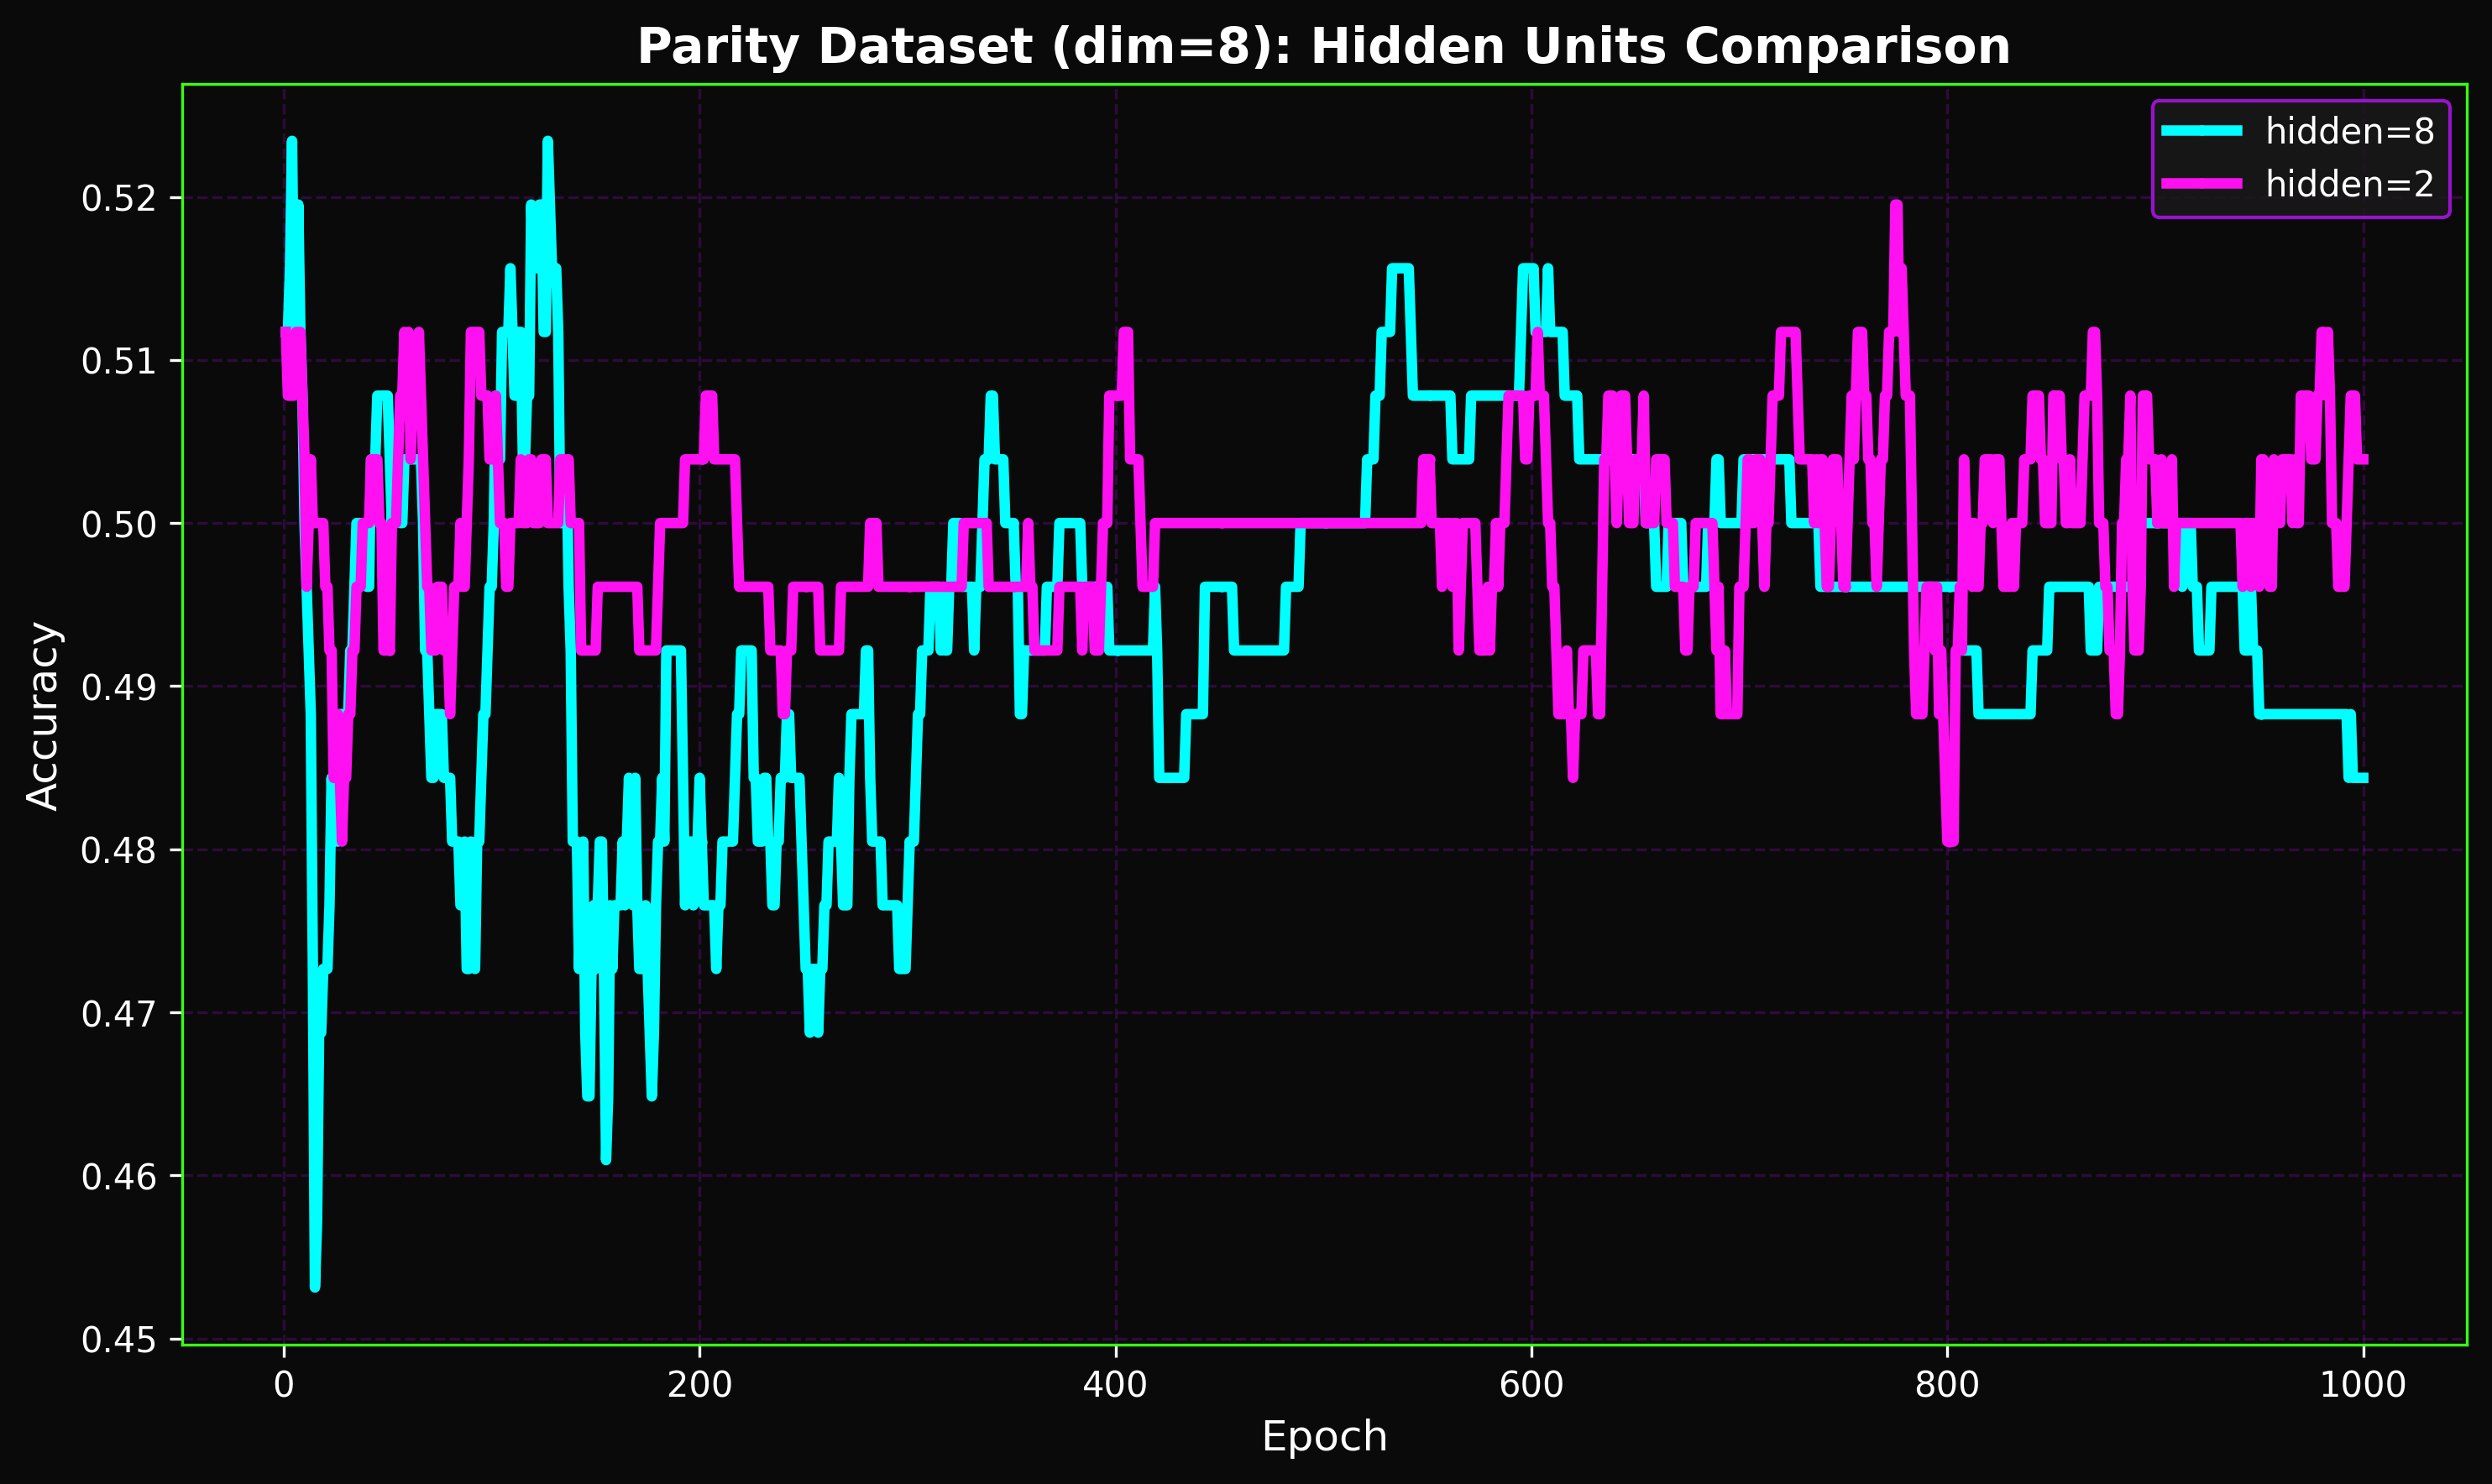 Parity Dataset (dim=8): Hidden Units Comparison
hidden=8
hidden=2
Accuracy
0.52
0.51
0.50
0.49
0.48
0.47
0.46
0.45
0 200 400 600 800 1000
Epoch